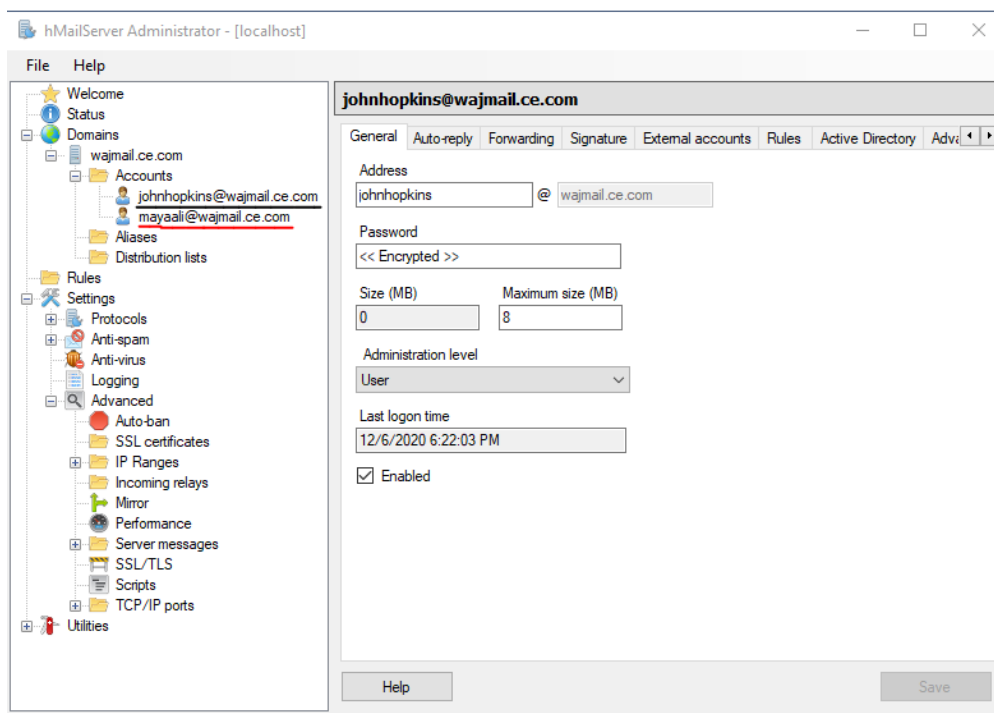 hMailServer Administrator - [localhost]
File Help
Welcome
Status
Domains
wajmail.ce.com
Accounts
johnhopkins@wajmail.ce.com
mayaali@wajmail.ce.com
Aliases
Distribution lists
Rules
Settings
Protocols
Anti-spam
Anti-virus
Logging
Advanced
Auto-ban
SSL certificates
IP Ranges
Incoming relays
Mirror
Performance
Server messages
SSL/TLS
Scripts
TCP/IP ports
Utilities
johnhopkins@wajmail.ce.com
General Auto-reply Forwarding Signature External accounts Rules Active Directory
Address
johnhopkins @ wajmail.ce.com
Password
<< Encrypted >>
Size (MB) Maximum size (MB)
0 8
Administration level
User
Last logon time
12/6/2020 6:22:03 PM
Enabled
Help Save